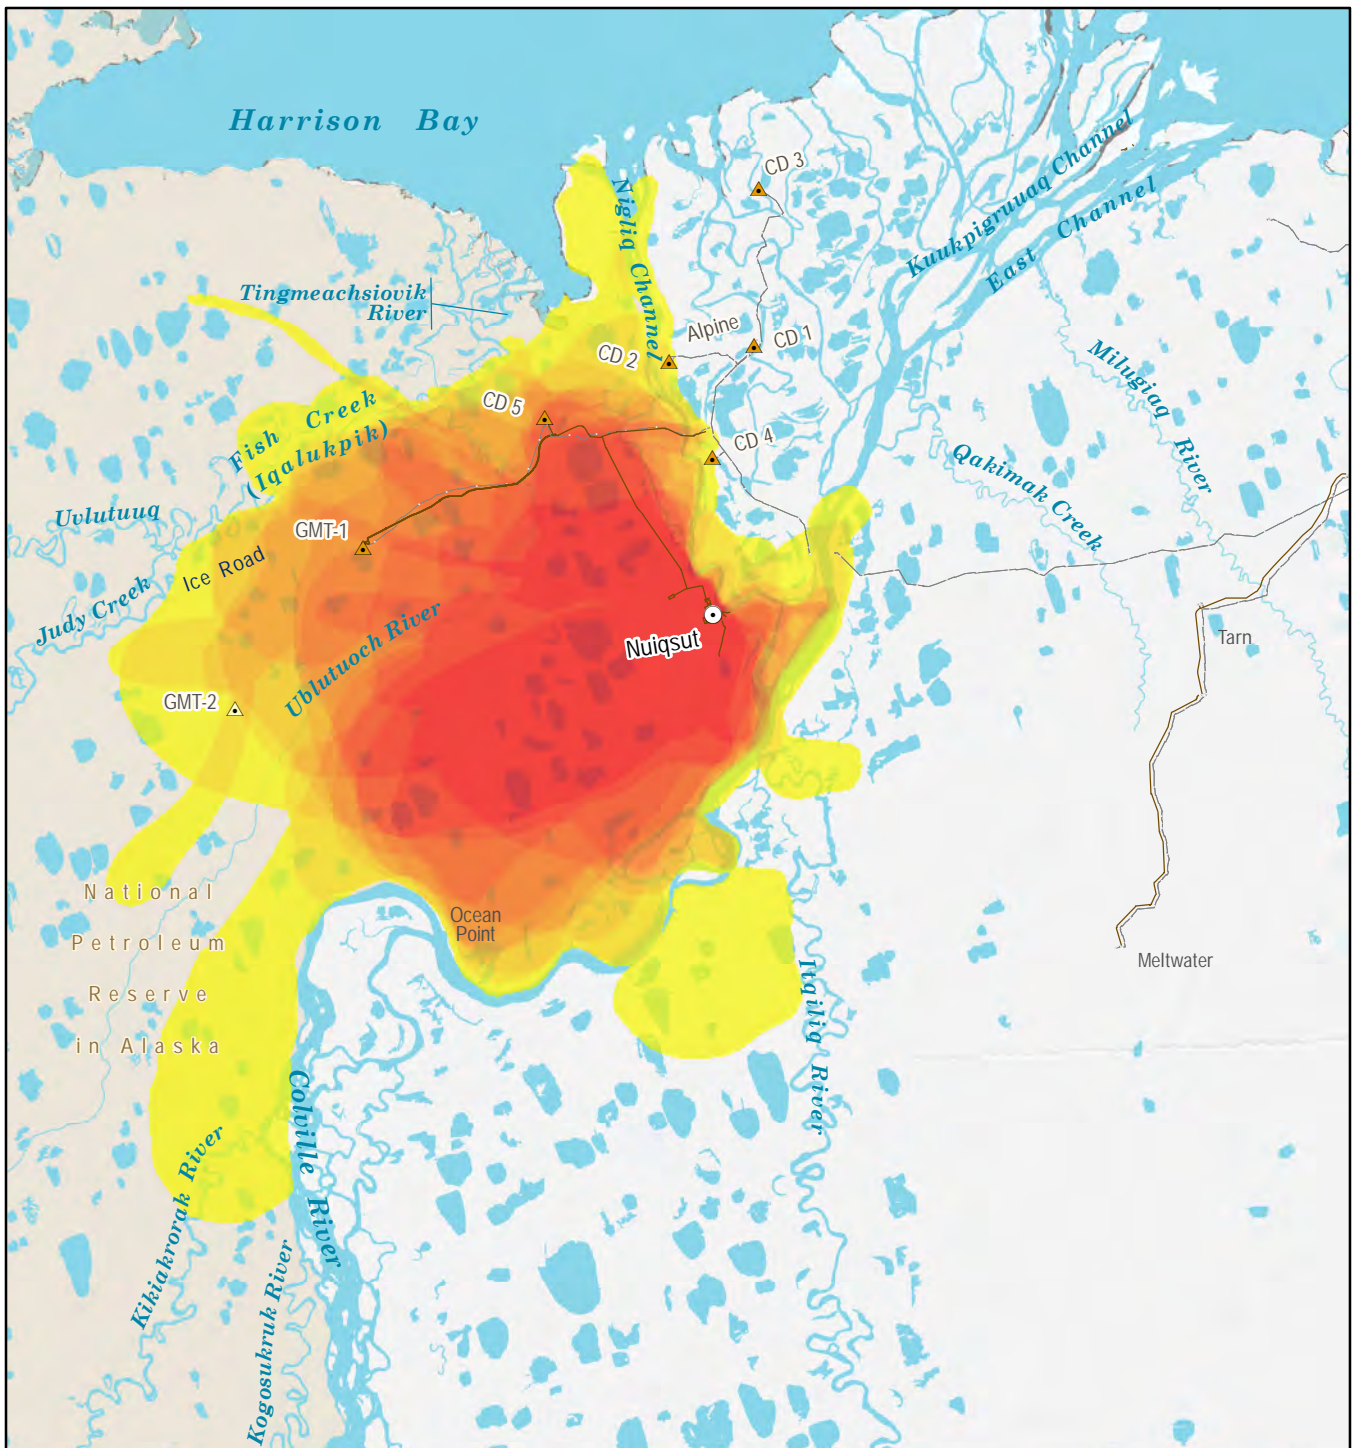 Harrison Bay
CD 3
Nigliq Channel
Kuukpigruuaq Channel
East Channel
Tingmeachsiovik
River
Alpine
CD 1
CD 2
Milugiaq River
CD 5
Fish Creek
(Iqalukpik)
CD 4
Qakimak Creek
Uvlutuuq
GMT-1
Ice Road
Judy Creek
Ublutuoch River
Nuiqsut
Tarn
GMT-2
National
Petroleum
Reserve
in Alaska
Ocean
Point
Meltwater
Itqiliq River
Colville River
Kikiakrorak River
Kogosukruk River